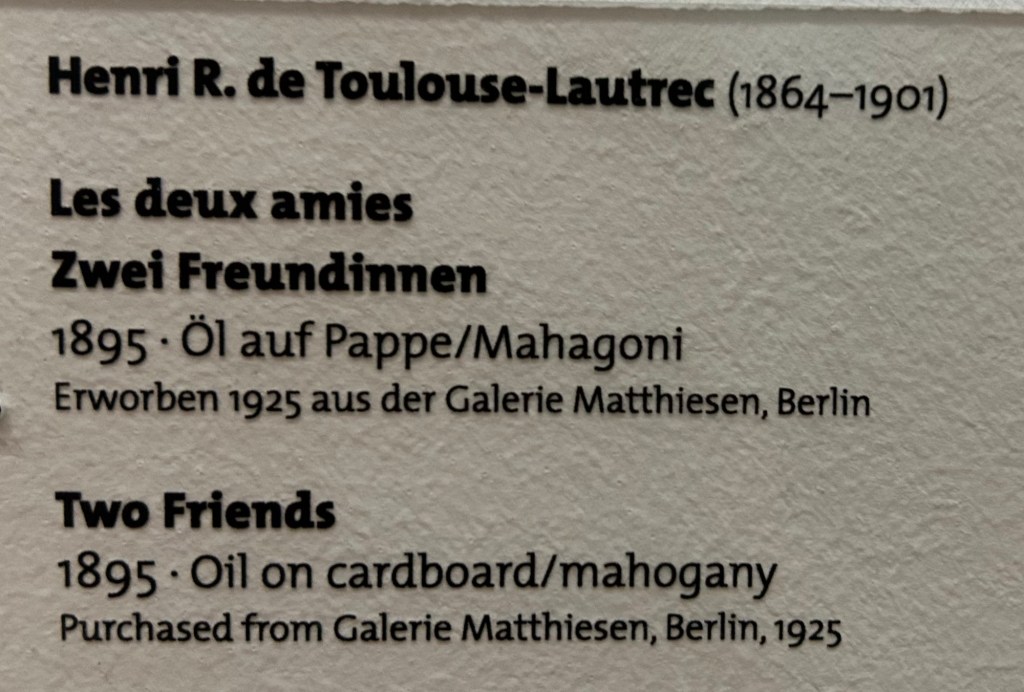 Henri R. de Toulouse-Lautrec (1864–1901)
Les deux amies
Zwei Freundinnen
1895 · Öl auf Pappe/Mahagoni
Erworben 1925 aus der Galerie Matthiesen, Berlin
Two Friends
1895 · Oil on cardboard/mahogany
Purchased from Galerie Matthiesen, Berlin, 1925